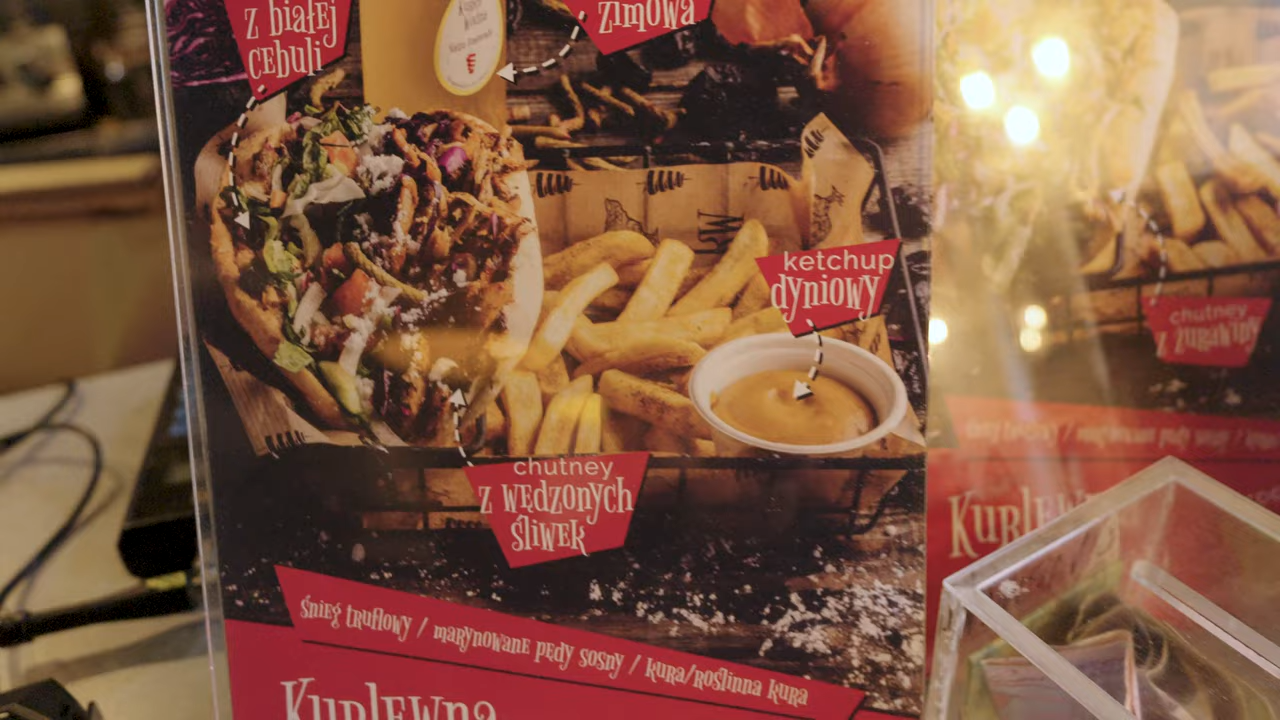 z białej
cebuli
zimowa
ketchup
dyniowy
chutney
z żurawiny
chutney
z wędzonych
śliwek
śnieg truflowy / marynowane pędy sosny / kura/roślinna kura
Kurlewna